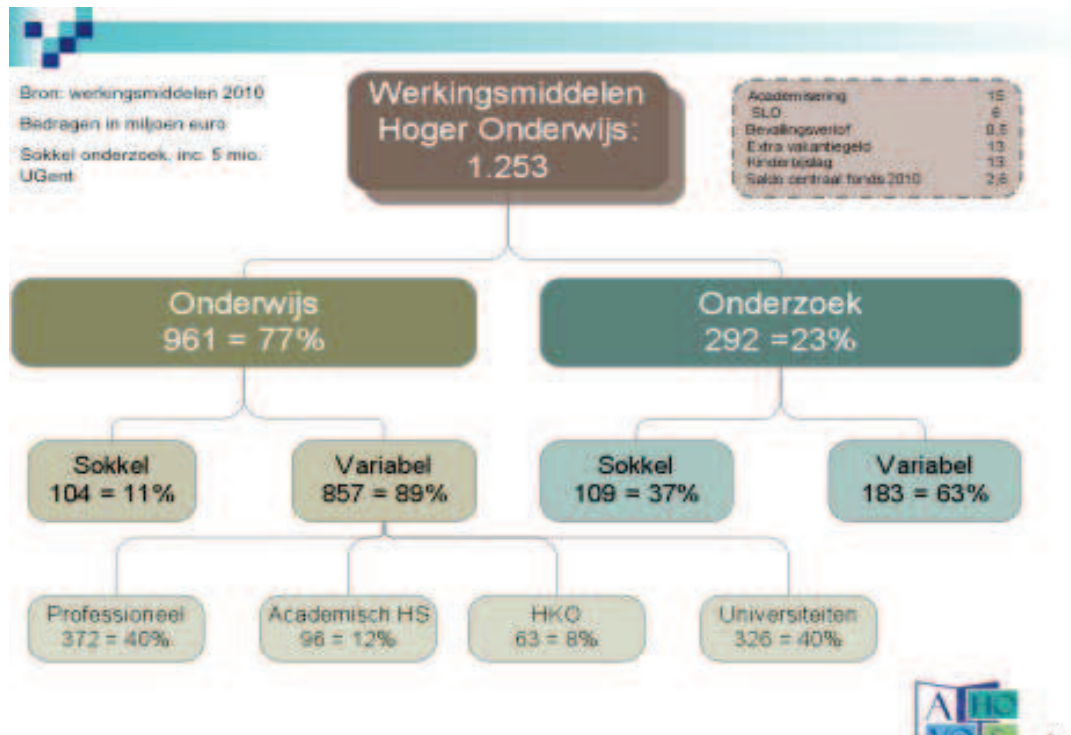 Bron: werkingsmiddelen 2010
Bedragen in miljoen euro
Sokkel onderzoek, inc. 5 mio.
UGent
Werkingsmiddelen
Hoger Onderwijs:
1.253
Academisering 15
SLO 6
Bevallingsverlof 0,5
Extra vakantiegeld 13
Kinderbijslag 13
Saldo centraal fonds 2010 2,6
Onderwijs
961 = 77%
Onderzoek
292 =23%
Sokkel
104 = 11%
Variabel
857 = 89%
Sokkel
109 = 37%
Variabel
183 = 63%
Professioneel
372 = 40%
Academisch HS
96 = 12%
HKO
63 = 8%
Universiteiten
326 = 40%
A HO